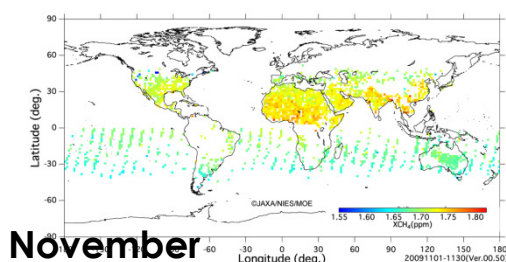 90
60
30
0
-30
-60
-90
Latitude (deg.)
©JAXA/NIES/MOE
1.55 1.60 1.65 1.70 1.75 1.80
XCH₄(ppm)
-60 -30 0 30 60 90 120 150 180
November
Longitude (deg.)
20091101-1130(Ver.00.50)